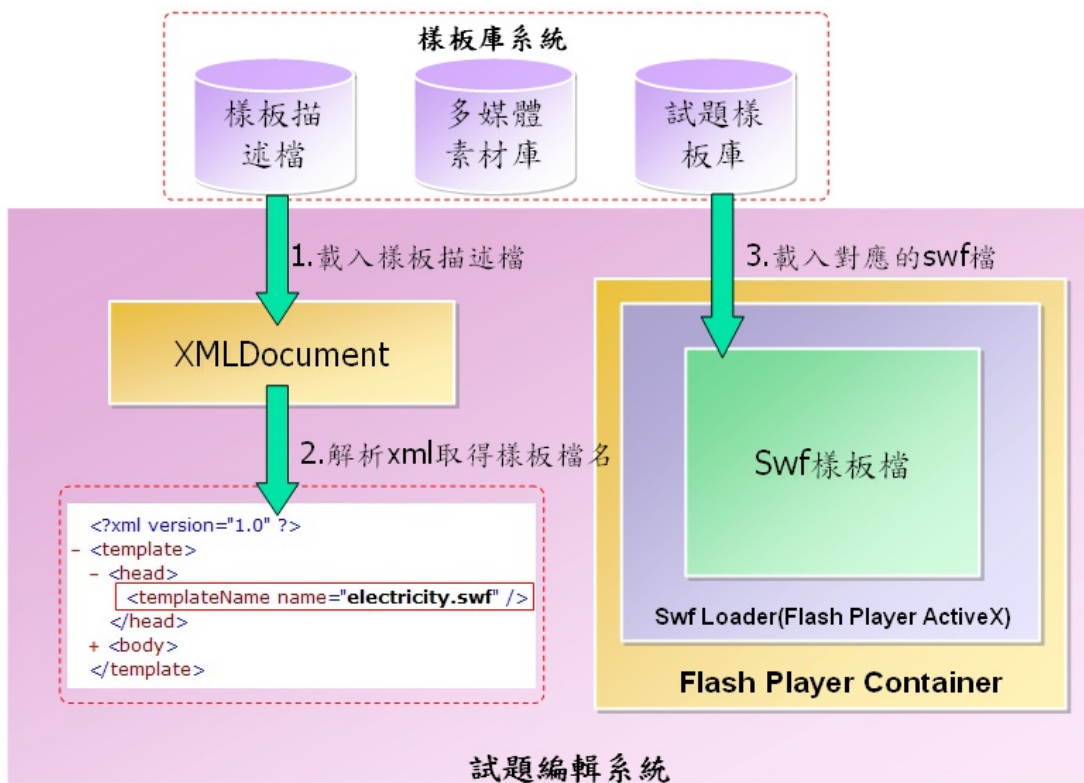 樣板庫系統
樣板描
述檔
多媒體
素材庫
試題樣
板庫
1.載入樣板描述檔
3.載入對應的swf檔
XMLDocument
2.解析xml取得樣板檔名
Swf樣板檔
<?xml version="1.0" ?>
- <template>
- <head>
<templateName name="electricity.swf" />
</head>
+ <body>
</template>
Swf Loader(Flash Player ActiveX)
Flash Player Container
試題編輯系統